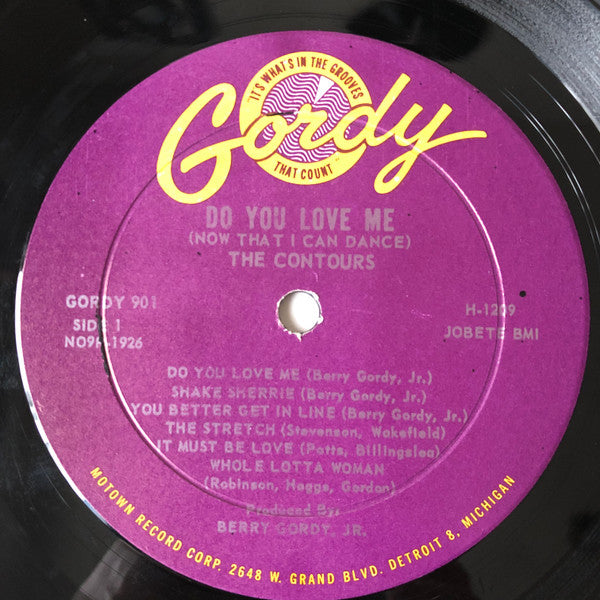 "IT'S WHAT'S IN THE GROOVES
Gordy
THAT COUNT"
DO YOU LOVE ME
(NOW THAT I CAN DANCE)
THE CONTOURS
GORDY 901
SIDE 1
NO9H-1926
H-1209
JOBETE BMI
DO YOU LOVE ME (Berry Gordy, Jr.)
SHAKE SHERRIE (Berry Gordy, Jr.)
YOU BETTER GET IN LINE (Berry Gordy, Jr.)
THE STRETCH (Stevenson, Wakefield)
IT MUST BE LOVE (Potts, Billingslea)
WHOLE LOTTA WOMAN
(Robinson, Hoggs, Gordon)
Produced By:
BERRY GORDY, JR.
MOTOWN RECORD CORP. 2648 W. GRAND BLVD. DETROIT 8, MICHIGAN